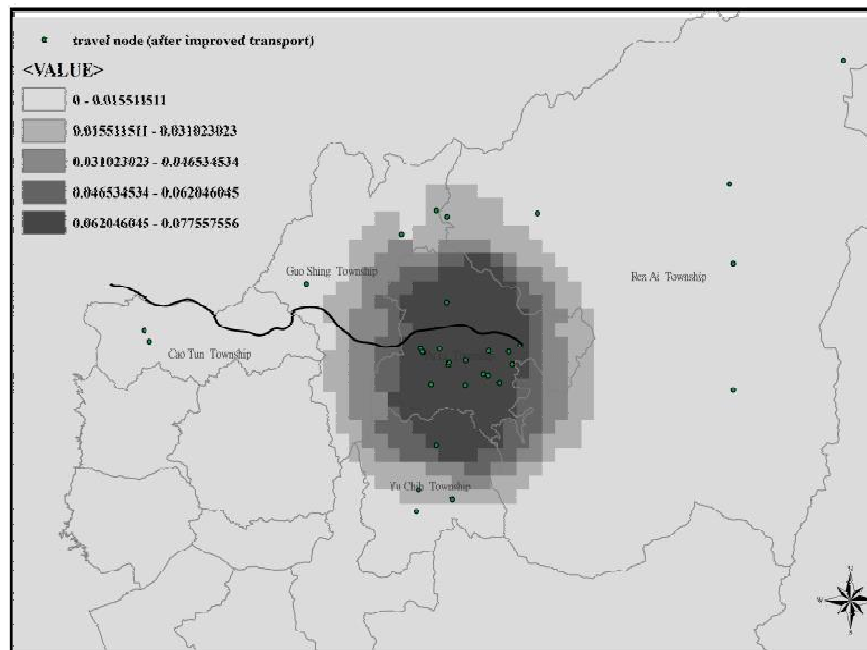 travel node (after improved transport)
<VALUE>
0 - 0.015511511
0.015511511 - 0.031023023
0.031023023 - 0.046534534
0.046534534 - 0.062046045
0.062046045 - 0.077557556
Guo Shing Township
Ren Ai Township
Cao Tun Township
Yu Chih Township
W
S